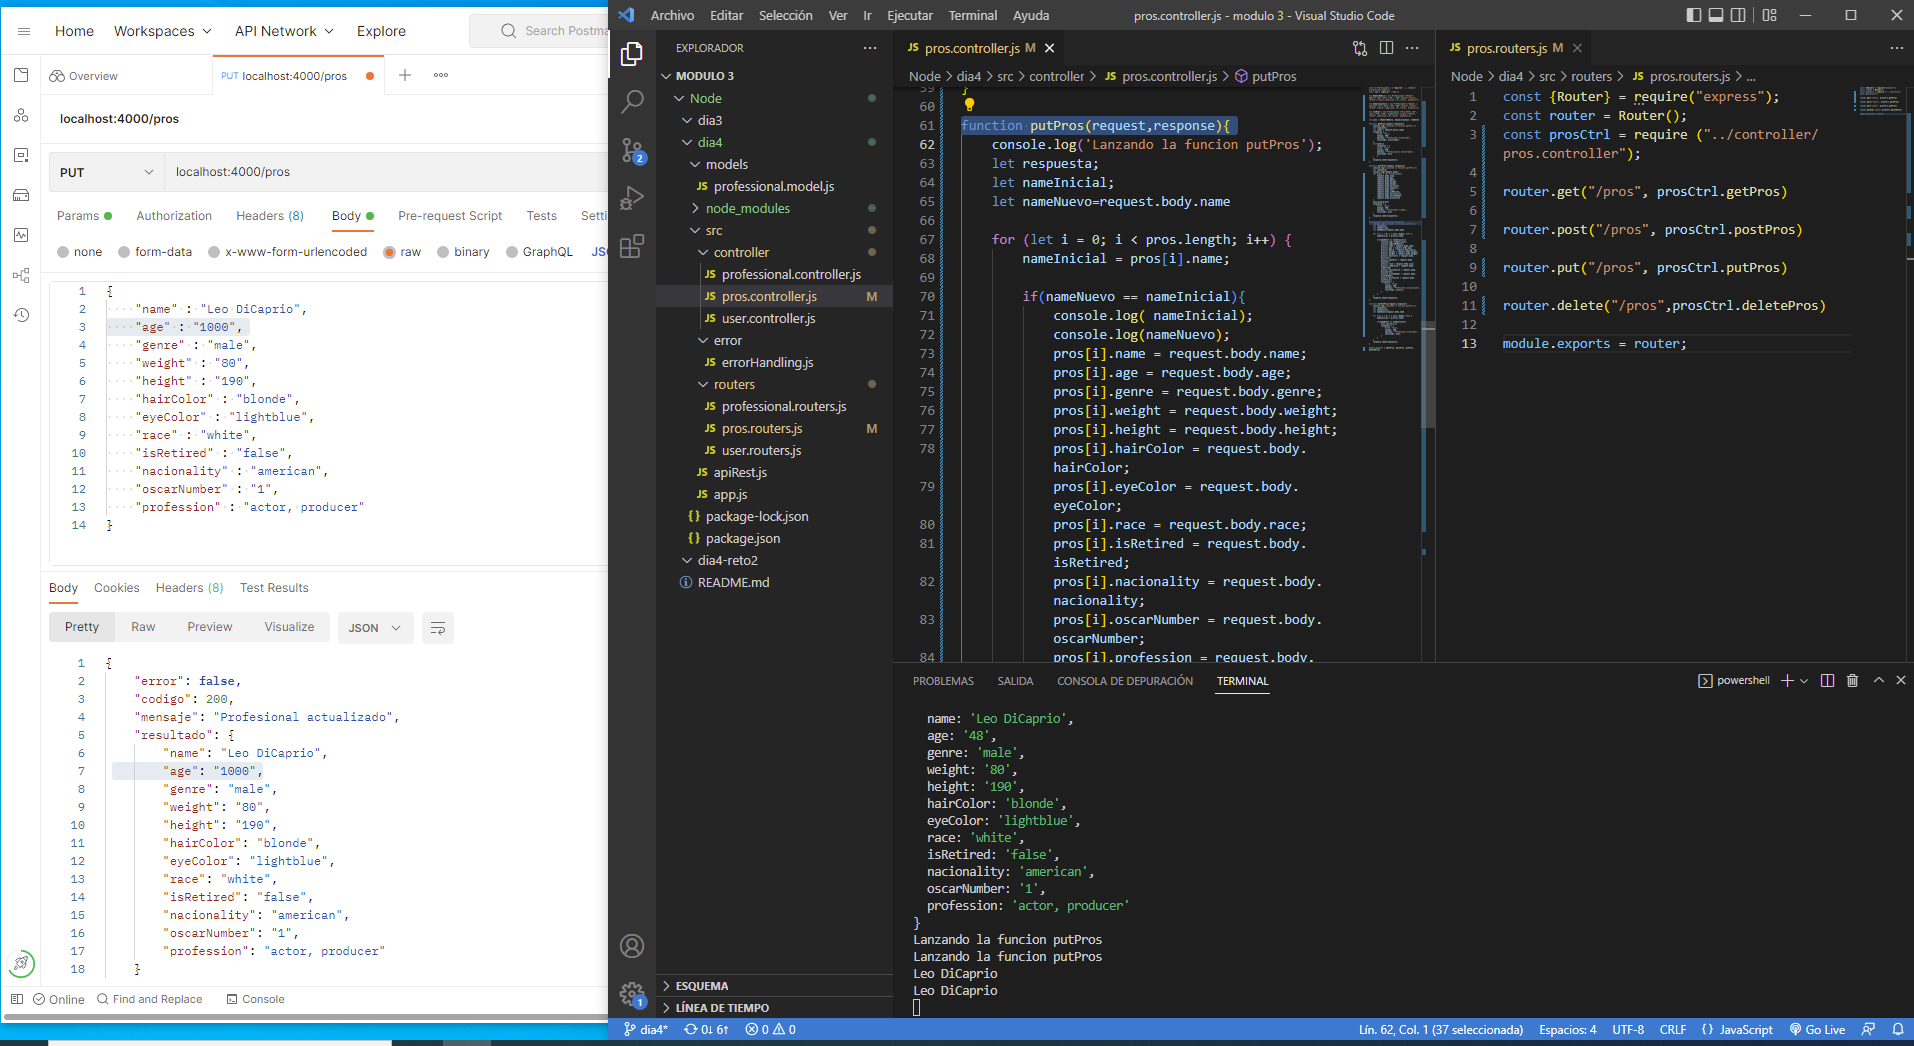 Home Workspaces API Network Explore Search Postma
Overview PUT localhost:4000/pros
localhost:4000/pros
PUT localhost:4000/pros
Params Authorization Headers (8) Body Pre-request Script Tests Setti
none form-data x-www-form-urlencoded raw binary GraphQL JS
1 {
2 "name" : "Leo DiCaprio",
3 "age" : "1000",
4 "genre" : "male",
5 "weight" : "80",
6 "height" : "190",
7 "hairColor" : "blonde",
8 "eyeColor" : "lightblue",
9 "race" : "white",
10 "isRetired" : "false",
11 "nacionality" : "american",
12 "oscarNumber" : "1",
13 "profession" : "actor, producer"
14 }
Body Cookies Headers (8) Test Results
Pretty Raw Preview Visualize JSON
1 {
2 "error": false,
3 "codigo": 200,
4 "mensaje": "Profesional actualizado",
5 "resultado": {
6 "name": "Leo DiCaprio",
7 "age": "1000",
8 "genre": "male",
9 "weight": "80",
10 "height": "190",
11 "hairColor": "blonde",
12 "eyeColor": "lightblue",
13 "race": "white",
14 "isRetired": "false",
15 "nacionality": "american",
16 "oscarNumber": "1",
17 "profession": "actor, producer"
18 }
Online Find and Replace Console
Archivo Editar Selección Ver Ir Ejecutar Terminal Ayuda pros.controller.js - modulo 3 - Visual Studio Code
2
1
EXPLORADOR
MODULO 3
Node
dia3
dia4
models
JS professional.model.js
node_modules
src
controller
JS professional.controller.js
JS pros.controller.js M
JS user.controller.js
error
JS errorHandling.js
routers
JS professional.routers.js
JS pros.routers.js M
JS user.routers.js
JS apiRest.js
JS app.js
{} package-lock.json
{} package.json
dia4-reto2
README.md
ESQUEMA
LÍNEA DE TIEMPO
JS pros.controller.js M
Node > dia4 > src > controller > JS pros.controller.js > putPros
59 }
60
61 function putPros(request,response){
62 console.log('Lanzando la funcion putPros');
63 let respuesta;
64 let nameInicial;
65 let nameNuevo=request.body.name
66
67 for (let i = 0; i < pros.length; i++) {
68 nameInicial = pros[i].name;
69
70 if(nameNuevo == nameInicial){
71 console.log( nameInicial);
72 console.log(nameNuevo);
73 pros[i].name = request.body.name;
74 pros[i].age = request.body.age;
75 pros[i].genre = request.body.genre;
76 pros[i].weight = request.body.weight;
77 pros[i].height = request.body.height;
78 pros[i].hairColor = request.body.
hairColor;
79 pros[i].eyeColor = request.body.
eyeColor;
80 pros[i].race = request.body.race;
81 pros[i].isRetired = request.body.
isRetired;
82 pros[i].nacionality = request.body.
nacionality;
83 pros[i].oscarNumber = request.body.
oscarNumber;
84 pros[i].profession = request.body.
JS pros.routers.js M
Node > dia4 > src > routers > JS pros.routers.js > ...
1 const {Router} = require("express");
2 const router = Router();
3 const prosCtrl = require ("../controller/
pros.controller");
4
5 router.get("/pros", prosCtrl.getPros)
6
7 router.post("/pros", prosCtrl.postPros)
8
9 router.put("/pros", prosCtrl.putPros)
10
11 router.delete("/pros",prosCtrl.deletePros)
12
13 module.exports = router;
PROBLEMAS SALIDA CONSOLA DE DEPURACIÓN TERMINAL powershell
name: 'Leo DiCaprio',
age: '48',
genre: 'male',
weight: '80',
height: '190',
hairColor: 'blonde',
eyeColor: 'lightblue',
race: 'white',
isRetired: 'false',
nacionality: 'american',
oscarNumber: '1',
profession: 'actor, producer'
}
Lanzando la funcion putPros
Lanzando la funcion putPros
Leo DiCaprio
Leo DiCaprio
dia4* 0↓ 6↑ 0 0 Lín. 62, Col. 1 (37 seleccionada) Espacios: 4 UTF-8 CRLF {} JavaScript Go Live